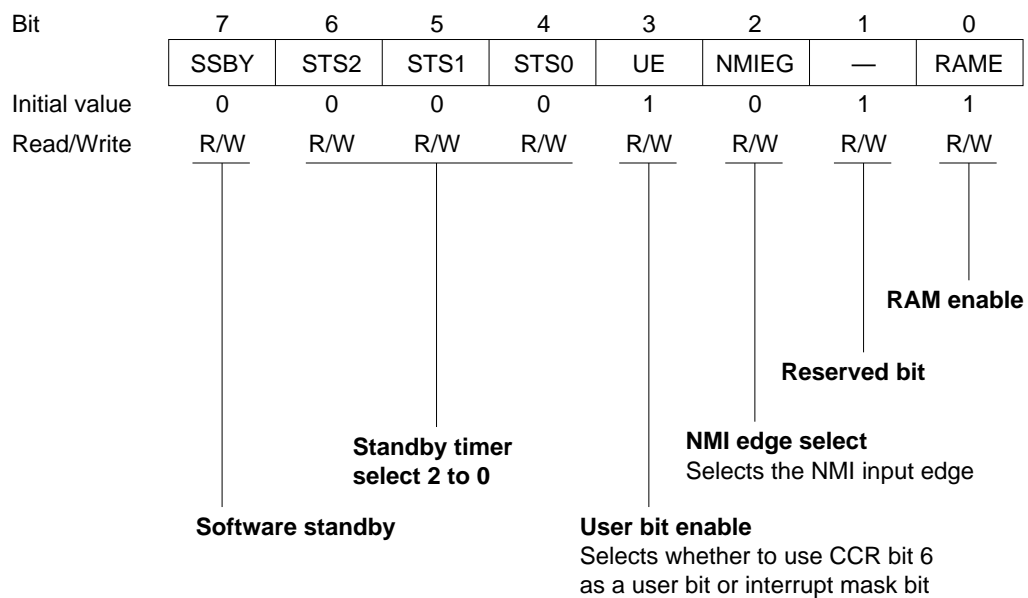 Bit 7 6 5 4 3 2 1 0
SSBY STS2 STS1 STS0 UE NMIEG — RAME
Initial value 0 0 0 0 1 0 1 1
Read/Write R/W R/W R/W R/W R/W R/W R/W R/W
RAM enable
Reserved bit
Standby timer
select 2 to 0
NMI edge select
Selects the NMI input edge
Software standby
User bit enable
Selects whether to use CCR bit 6
as a user bit or interrupt mask bit